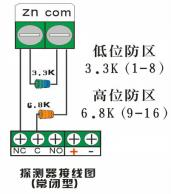 Zn com
低位防区
3.3K
3.3K (1-8)
高位防区
6.8K
6.8K (9-16)
NC C NO + -
探测器接线图
(常闭型)